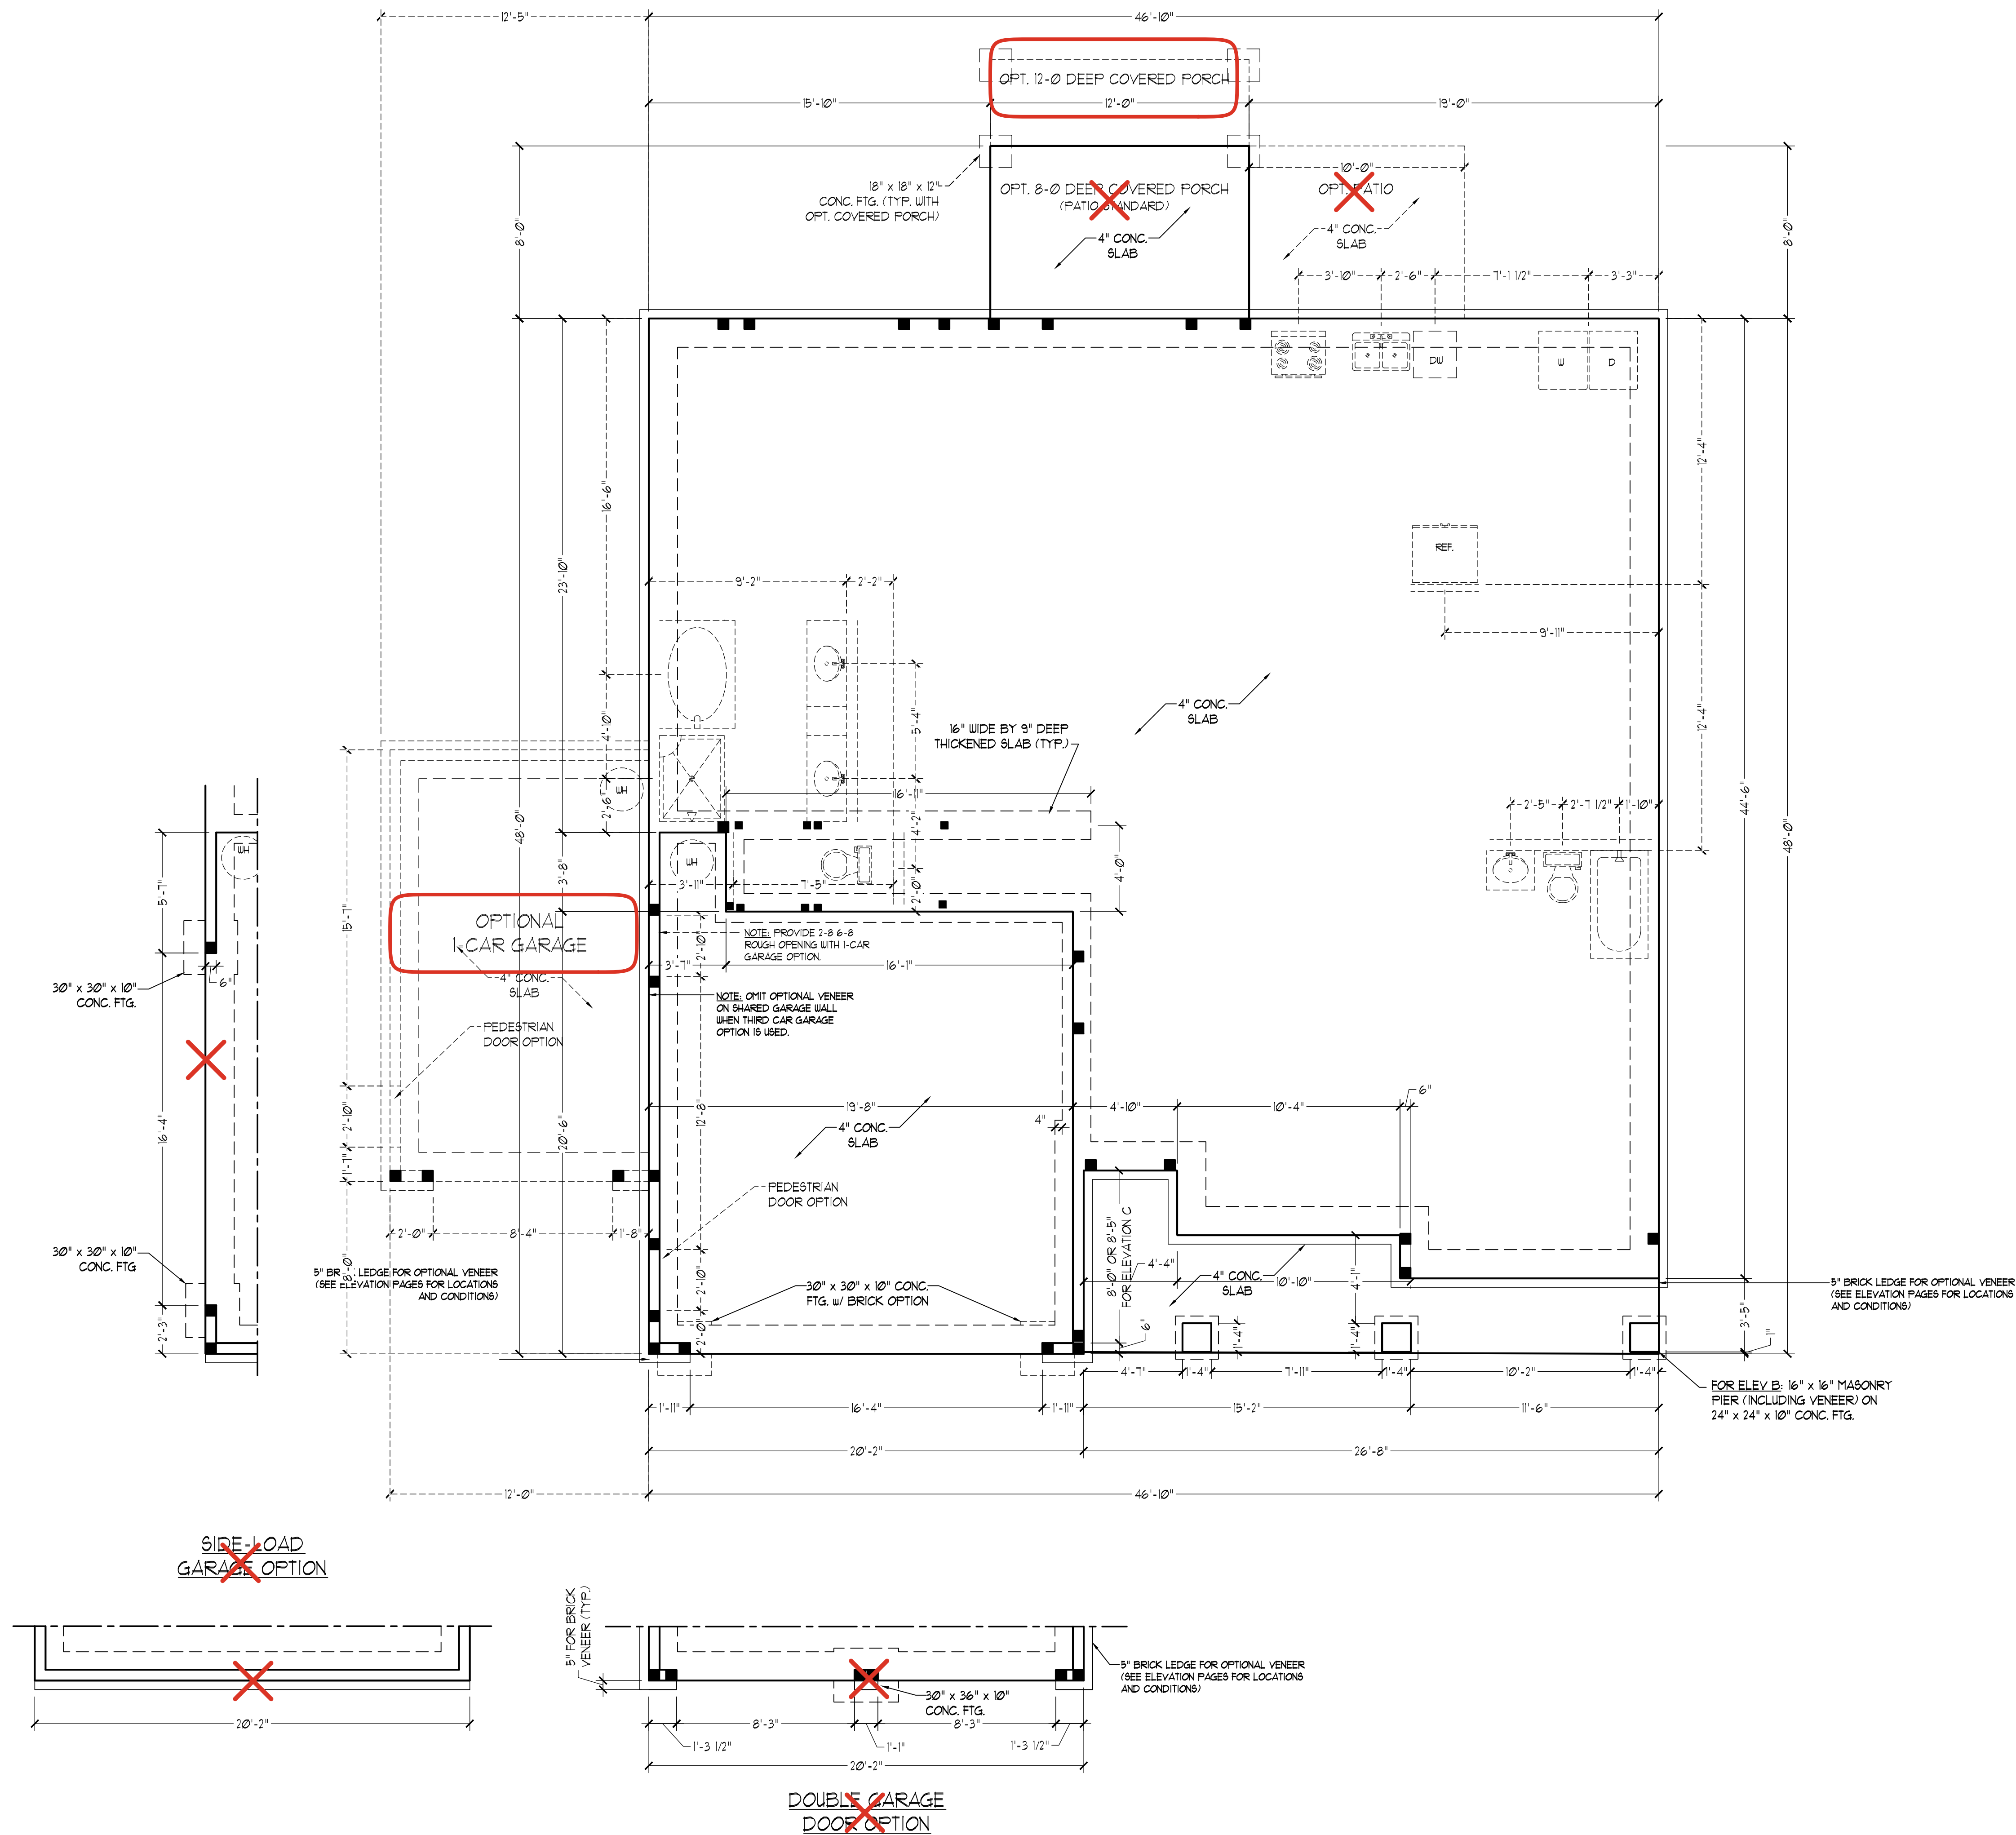 12'-5"
46'-10"
OPT. 12-0 DEEP COVERED PORCH
15'-10"
12'-0"
19'-0"
10'-0"
18" x 18" x 12"
CONC. FTG. (TYP. WITH
OPT. COVERED PORCH)
OPT. 8-0 DEEP COVERED PORCH
(PATIO STANDARD)
4" CONC.
SLAB
OPT. PATIO
4" CONC.
SLAB
8'-0"
8'-0"
3'-10"
2'-6"
7'-1 1/2"
3'-3"
DW
W
D
16'-6"
23'-10"
12'-4"
REF.
9'-2"
2'-2"
9'-11"
4'-10"
5'-4"
4" CONC.
SLAB
12'-4"
16" WIDE BY 9" DEEP
THICKENED SLAB (TYP.)
WH
2'-6"
16'-11"
4'-2"
48'-0"
2'-5"
2'-7 1/2"
1'-10"
44'-6"
48'-0"
WH
5'-7"
WH
3'-8"
3'-11"
7'-5"
2'-0"
4'-0"
15'-7"
OPTIONAL
1-CAR GARAGE
4" CONC.
SLAB
NOTE: PROVIDE 2-8 6-8
ROUGH OPENING WITH 1-CAR
GARAGE OPTION.
2'-10"
3'-7"
16'-1"
30" x 30" x 10"
CONC. FTG.
6"
NOTE: OMIT OPTIONAL VENEER
ON SHARED GARAGE WALL
WHEN THIRD CAR GARAGE
OPTION IS USED.
PEDESTRIAN
DOOR OPTION
16'-4"
2'-10"
20'-6"
12'-8"
19'-8"
4'-10"
10'-4"
6"
4"
4" CONC.
SLAB
1'-7"
PEDESTRIAN
DOOR OPTION
2'-0"
8'-4"
1'-8"
8'-0" OR 8'-5"
FOR ELEVATION C
30" x 30" x 10"
CONC. FTG
8'-0"
5" BR LEDGE FOR OPTIONAL VENEER
(SEE ELEVATION PAGES FOR LOCATIONS
AND CONDITIONS)
2'-10"
30" x 30" x 10" CONC.
FTG. w/ BRICK OPTION
4'-4"
10'-10"
4" CONC.
SLAB
4'-1"
5" BRICK LEDGE FOR OPTIONAL VENEER
(SEE ELEVATION PAGES FOR LOCATIONS
AND CONDITIONS)
2'-3"
2'-0"
6"
1'-4"
1'-4"
3'-5"
1"
4'-7"
1'-4"
7'-11"
1'-4"
10'-2"
1'-4"
FOR ELEV B: 16" x 16" MASONRY
PIER (INCLUDING VENEER) ON
24" x 24" x 10" CONC. FTG.
1'-11"
16'-4"
1'-11"
15'-2"
11'-6"
20'-2"
26'-8"
12'-0"
46'-10"
SIDE-LOAD
GARAGE OPTION
20'-2"
5" FOR BRICK
VENEER (TYP.)
5" BRICK LEDGE FOR OPTIONAL VENEER
(SEE ELEVATION PAGES FOR LOCATIONS
AND CONDITIONS)
30" x 36" x 10"
CONC. FTG.
8'-3"
8'-3"
1'-3 1/2"
1'-1"
1'-3 1/2"
20'-2"
DOUBLE GARAGE
DOOR OPTION